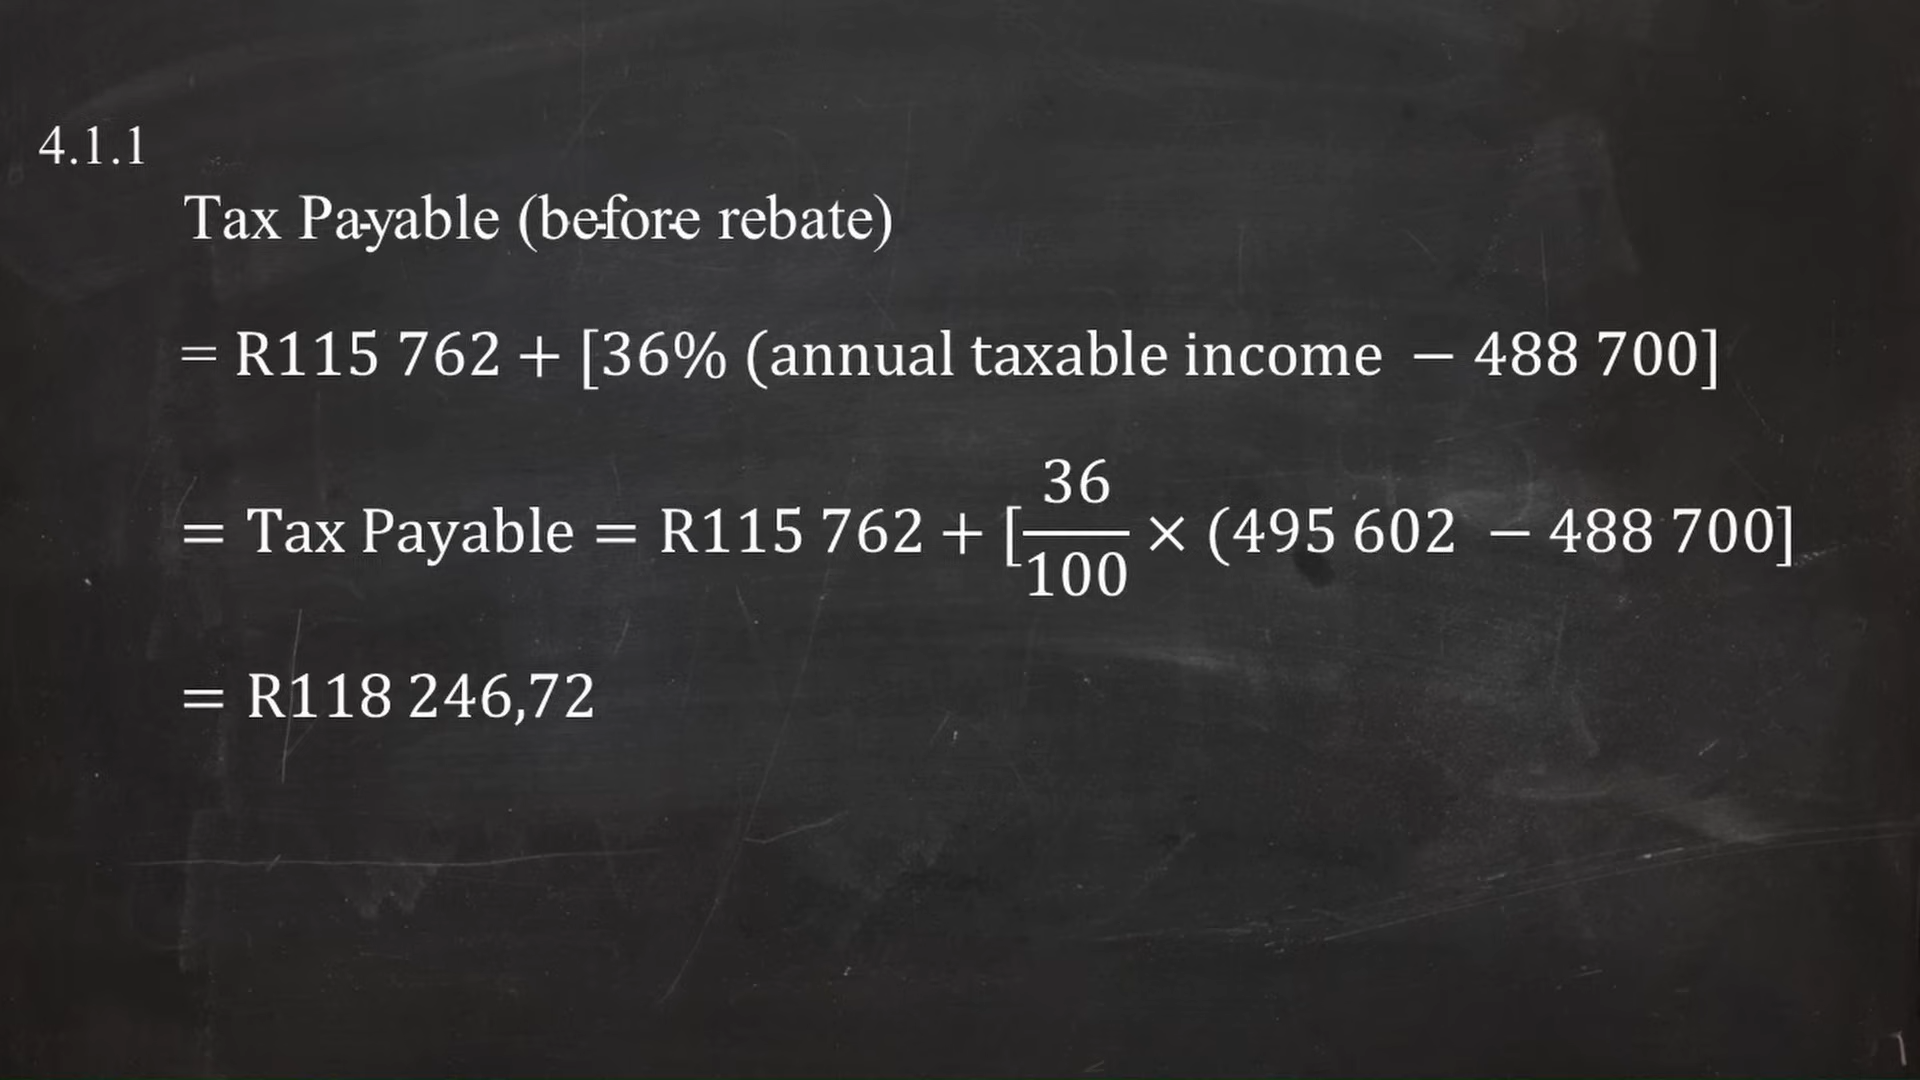 4.1.1
Tax Payable (before rebate)
= R115 762 + [36% (annual taxable income − 488 700]
= Tax Payable = R115 762 + [36/100 × (495 602 − 488 700]
= R118 246,72